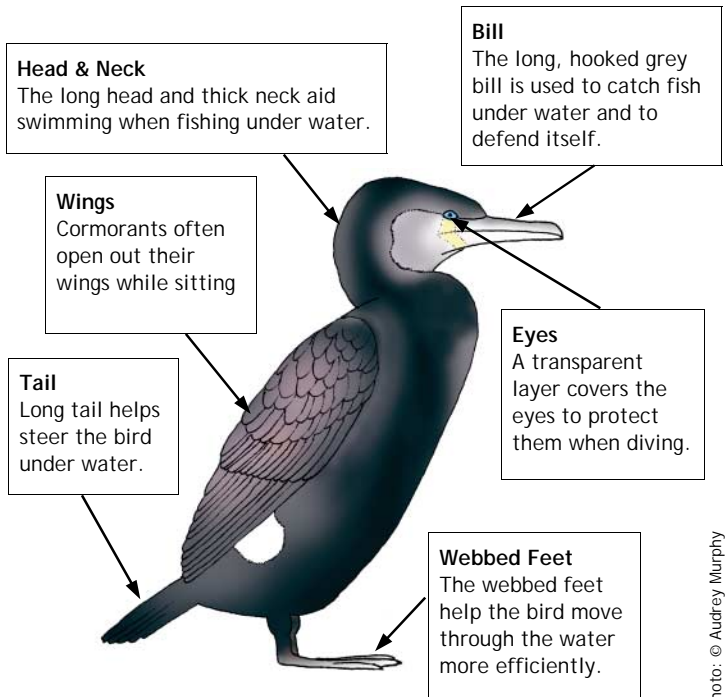 Bill
The long, hooked grey
bill is used to catch fish
under water and to
defend itself.
Head & Neck
The long head and thick neck aid
swimming when fishing under water.
Wings
Cormorants often
open out their
wings while sitting
Eyes
A transparent
layer covers the
eyes to protect
them when diving.
Tail
Long tail helps
steer the bird
under water.
Webbed Feet
The webbed feet
help the bird move
through the water
more efficiently.
© Audrey Murphy